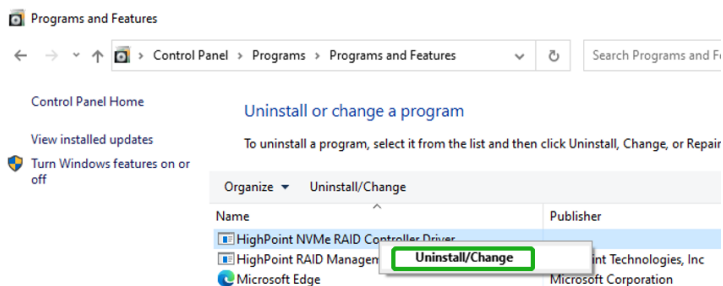 Programs and Features
Control Panel > Programs > Programs and Features
Search Programs and
Control Panel Home
Uninstall or change a program
View installed updates
To uninstall a program, select it from the list and then click Uninstall, Change, or Repair
Turn Windows features on or
off
Organize
Uninstall/Change
Name
Publisher
HighPoint NVMe RAID Controller Driver
Uninstall/Change
HighPoint RAID
Technologies, Inc
Microsoft Edge
Microsoft Corporation